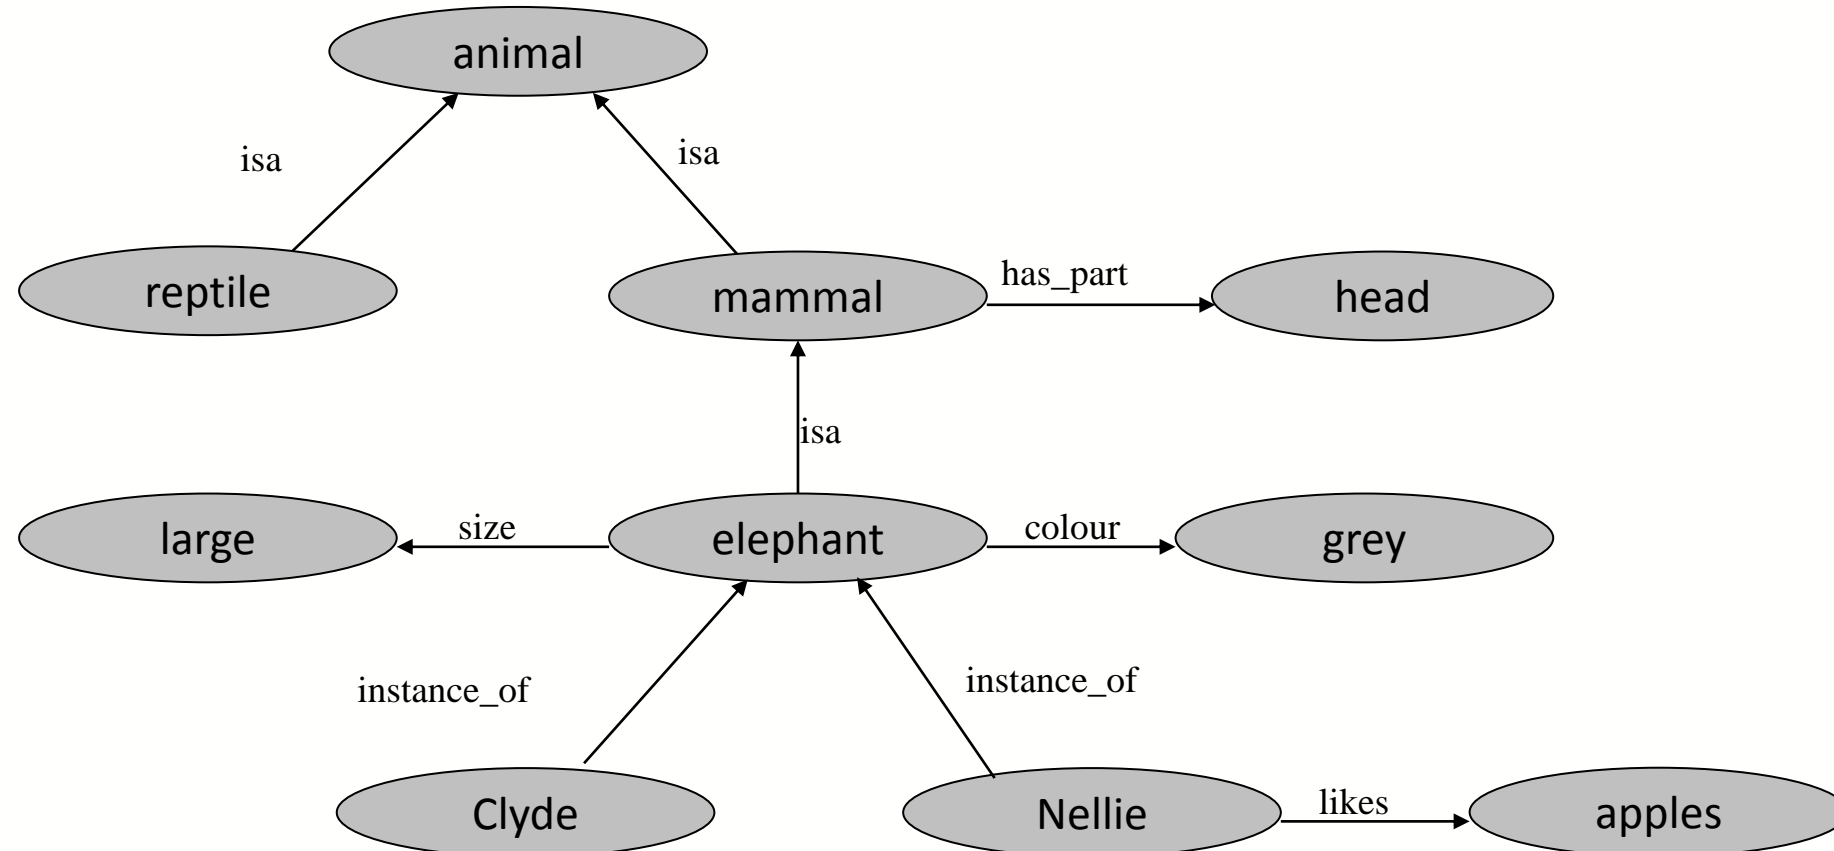 animal
isa
isa
reptile
mammal
has_part
head
isa
large
size
elephant
colour
grey
instance_of
instance_of
Clyde
Nellie
likes
apples